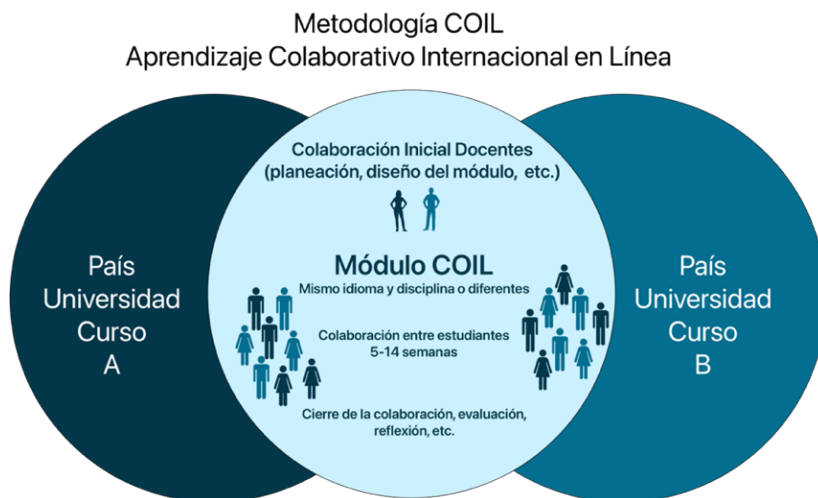 Metodología COIL
Aprendizaje Colaborativo Internacional en Línea
Colaboración Inicial Docentes
(planeación, diseño del módulo, etc.)
País
Universidad
Curso
A
Módulo COIL
Mismo idioma y disciplina o diferentes
Colaboración entre estudiantes
5-14 semanas
Cierre de la colaboración, evaluación,
reflexión, etc.
País
Universidad
Curso
B